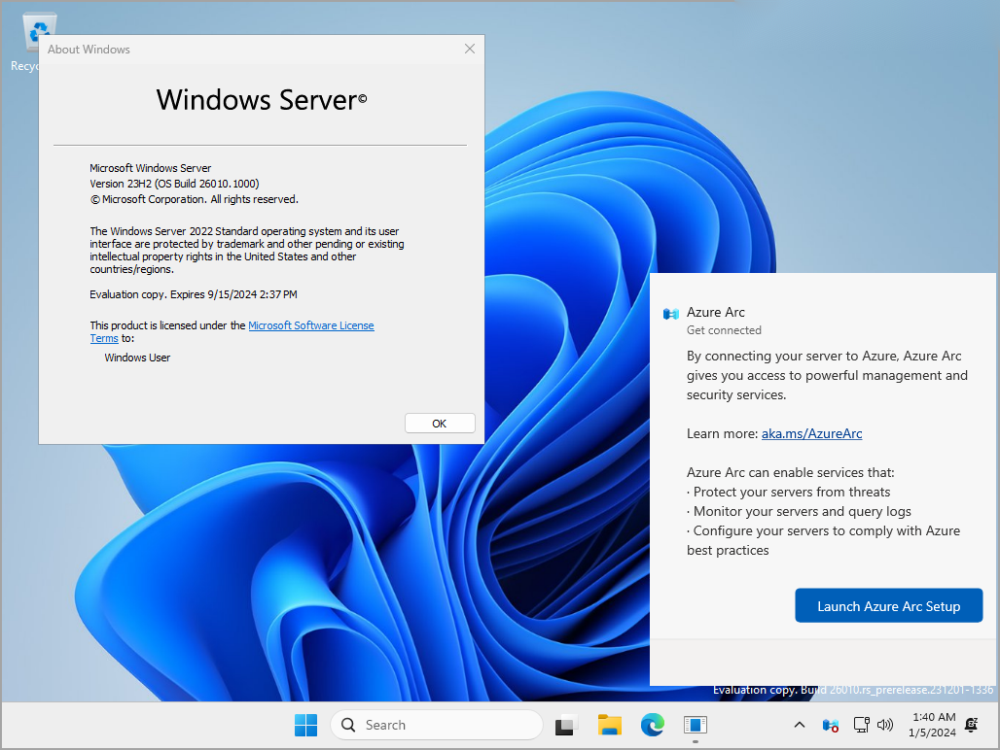 Recyc
About Windows
Windows Server©
Microsoft Windows Server
Version 23H2 (OS Build 26010.1000)
© Microsoft Corporation. All rights reserved.
The Windows Server 2022 Standard operating system and its user
interface are protected by trademark and other pending or existing
intellectual property rights in the United States and other
countries/regions.
Evaluation copy. Expires 9/15/2024 2:37 PM
This product is licensed under the Microsoft Software License
Terms to:
Windows User
OK
Azure Arc
Get connected
By connecting your server to Azure, Azure Arc
gives you access to powerful management and
security services.
Learn more: aka.ms/AzureArc
Azure Arc can enable services that:
· Protect your servers from threats
· Monitor your servers and query logs
· Configure your servers to comply with Azure
best practices
Launch Azure Arc Setup
Evaluation copy. Build 26010.rs_prerelease.231201-1336
Search
1:40 AM
1/5/2024